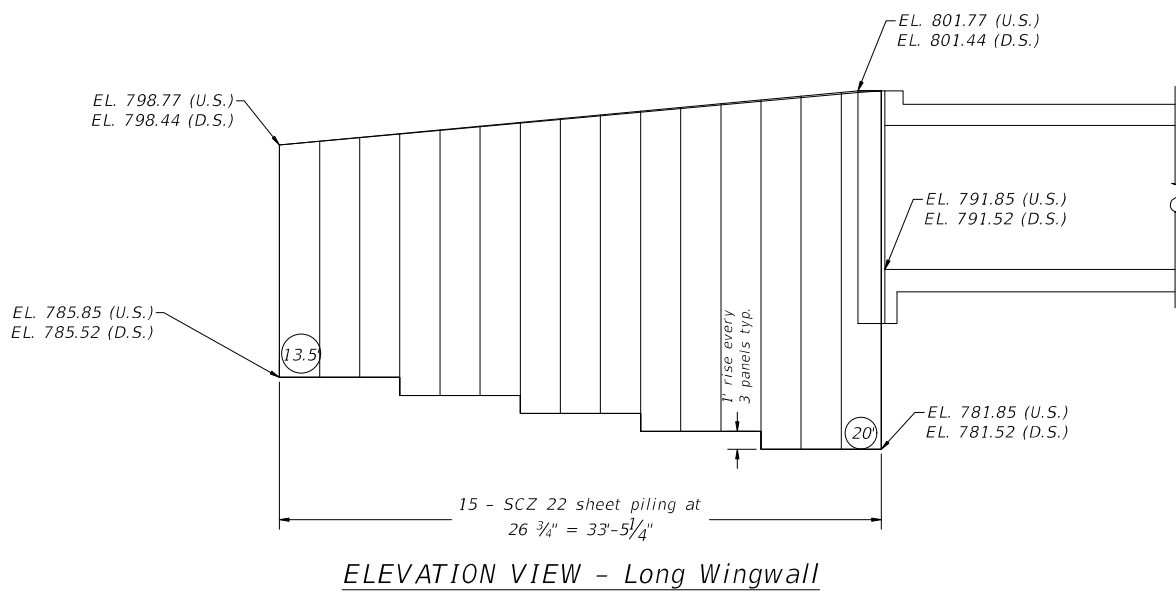 EL. 801.77 (U.S.)
EL. 801.44 (D.S.)
EL. 798.77 (U.S.)
EL. 798.44 (D.S.)
EL. 791.85 (U.S.)
EL. 791.52 (D.S.)
EL. 785.85 (U.S.)
EL. 785.52 (D.S.)
13.5'
1' rise every
3 panels typ.
20'
EL. 781.85 (U.S.)
EL. 781.52 (D.S.)
15 - SCZ 22 sheet piling at
26 ¾" = 33'-5¼"
ELEVATION VIEW - Long Wingwall